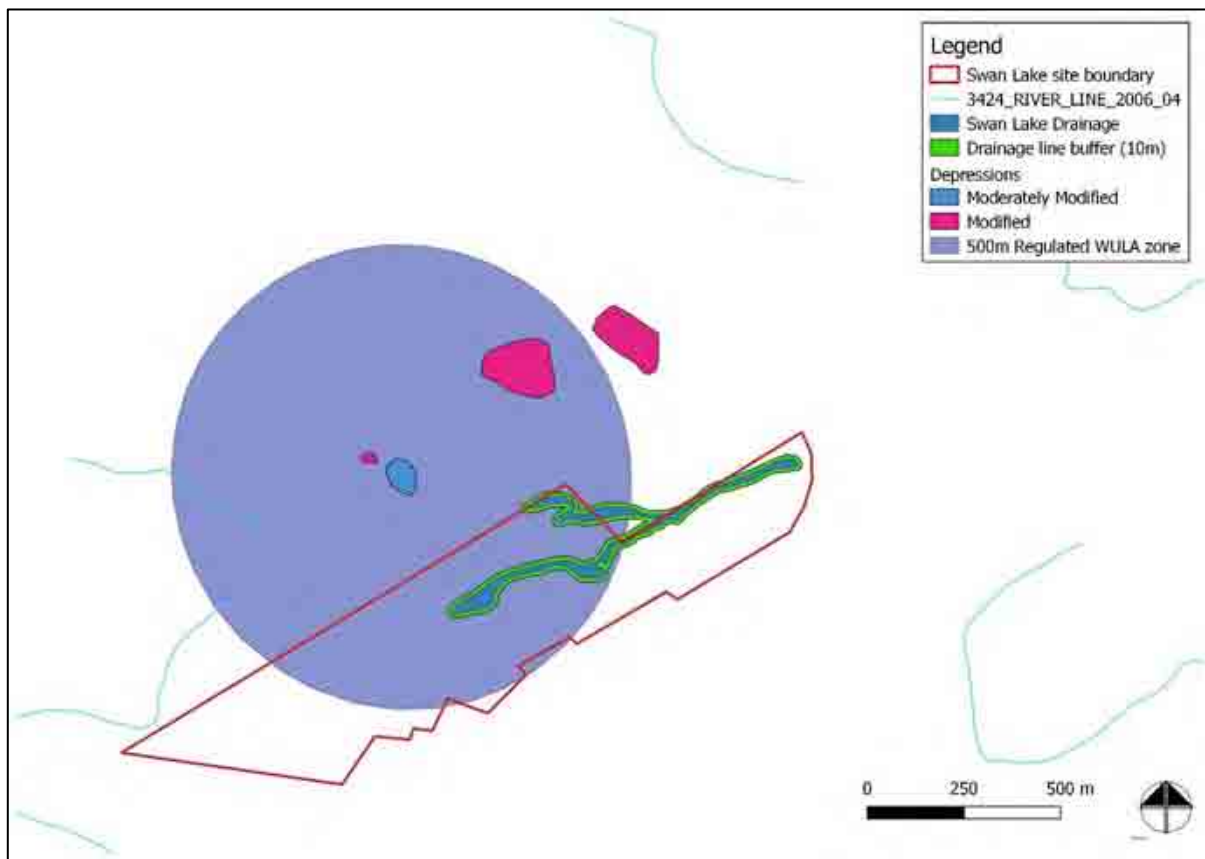 Legend
Swan Lake site boundary
3424_RIVER_LINE_2006_04
Swan Lake Drainage
Drainage line buffer (10m)
Depressions
Moderately Modified
Modified
500m Regulated WULA zone
0 250 500 m